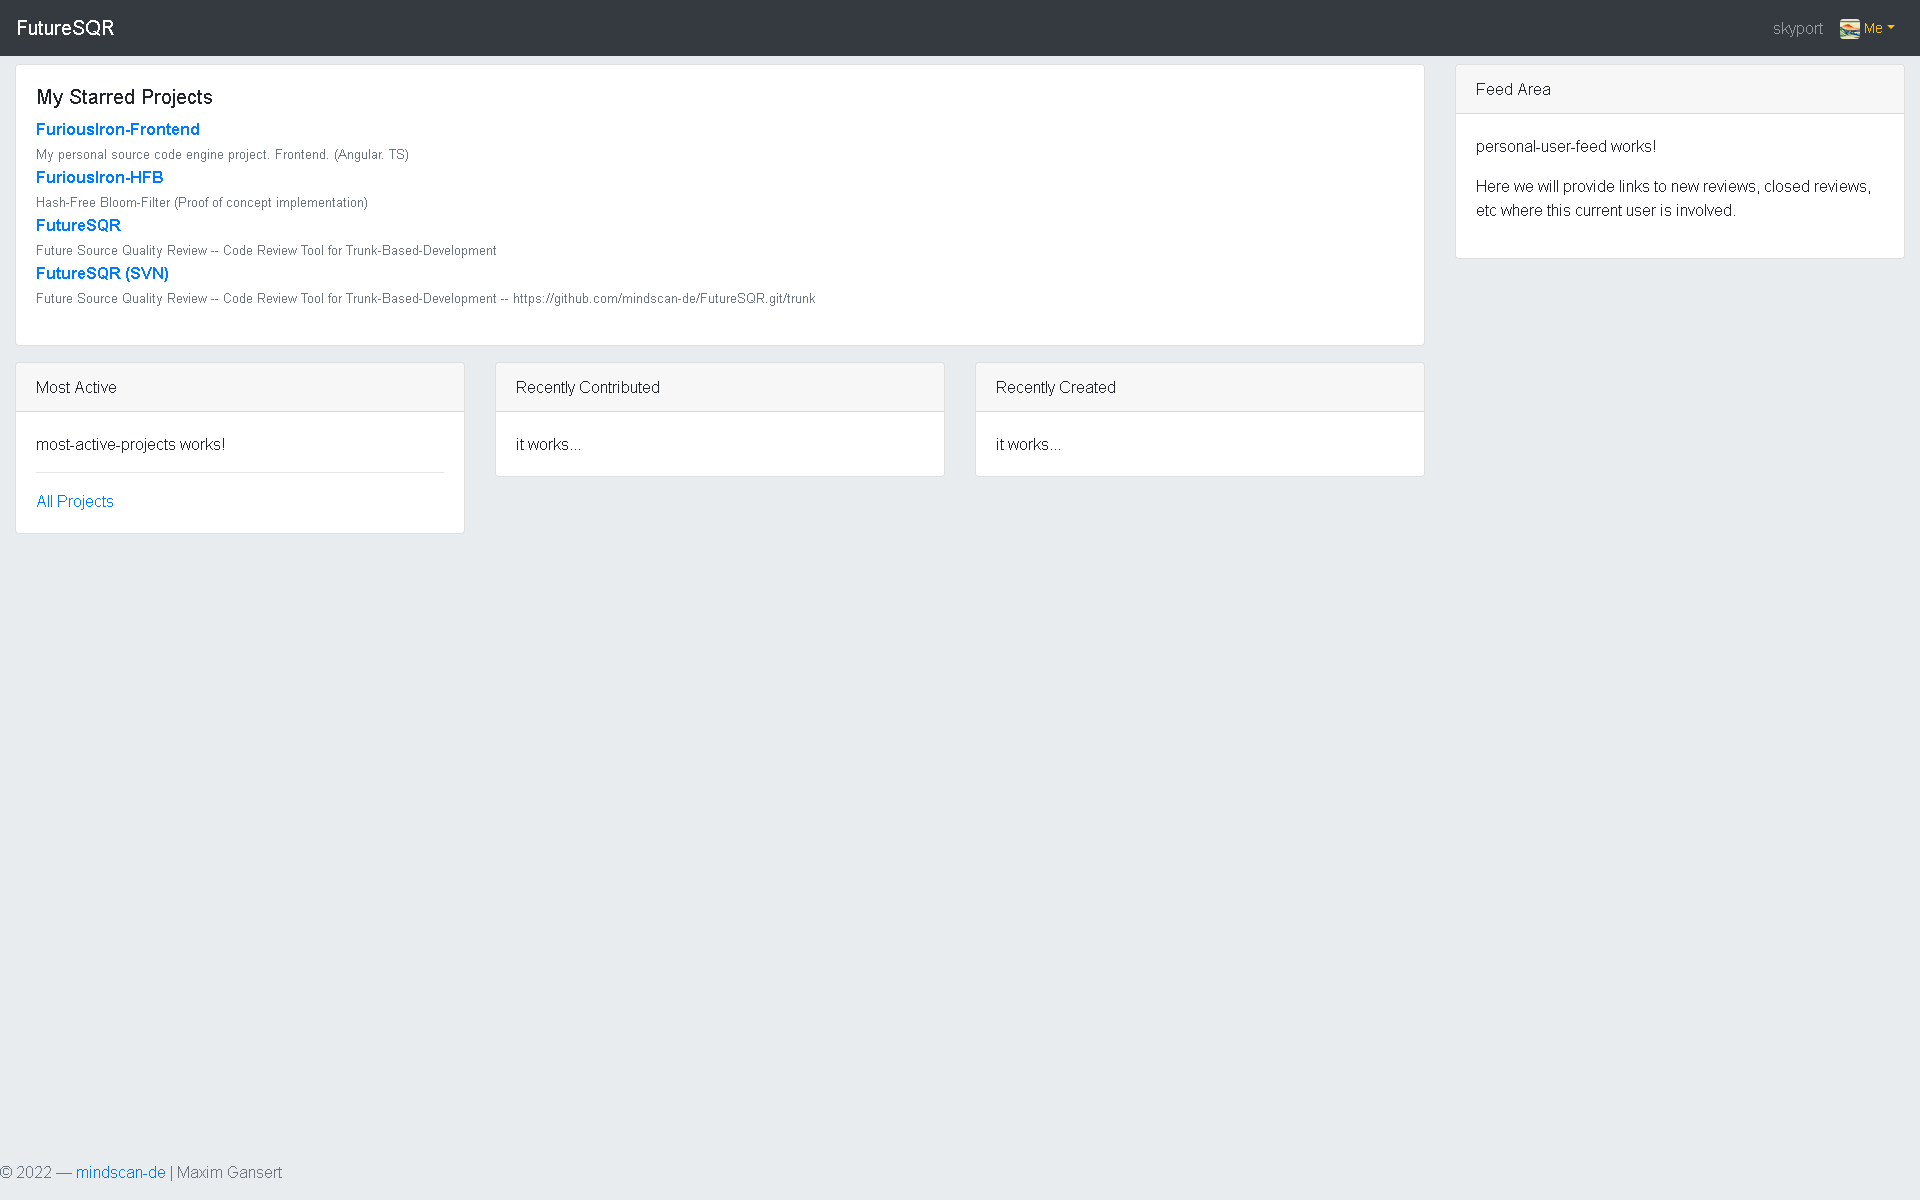 FutureSQR
skyport
Me
My Starred Projects
FuriousIron-Frontend
My personal source code engine project. Frontend. (Angular. TS)
FuriousIron-HFB
Hash-Free Bloom-Filter (Proof of concept implementation)
FutureSQR
Future Source Quality Review -- Code Review Tool for Trunk-Based-Development
FutureSQR (SVN)
Future Source Quality Review -- Code Review Tool for Trunk-Based-Development -- https://github.com/mindscan-de/FutureSQR.git/trunk
Feed Area
personal-user-feed works!
Here we will provide links to new reviews, closed reviews,
etc where this current user is involved.
Most Active
most-active-projects works!
All Projects
Recently Contributed
it works...
Recently Created
it works...
© 2022 — mindscan-de | Maxim Gansert